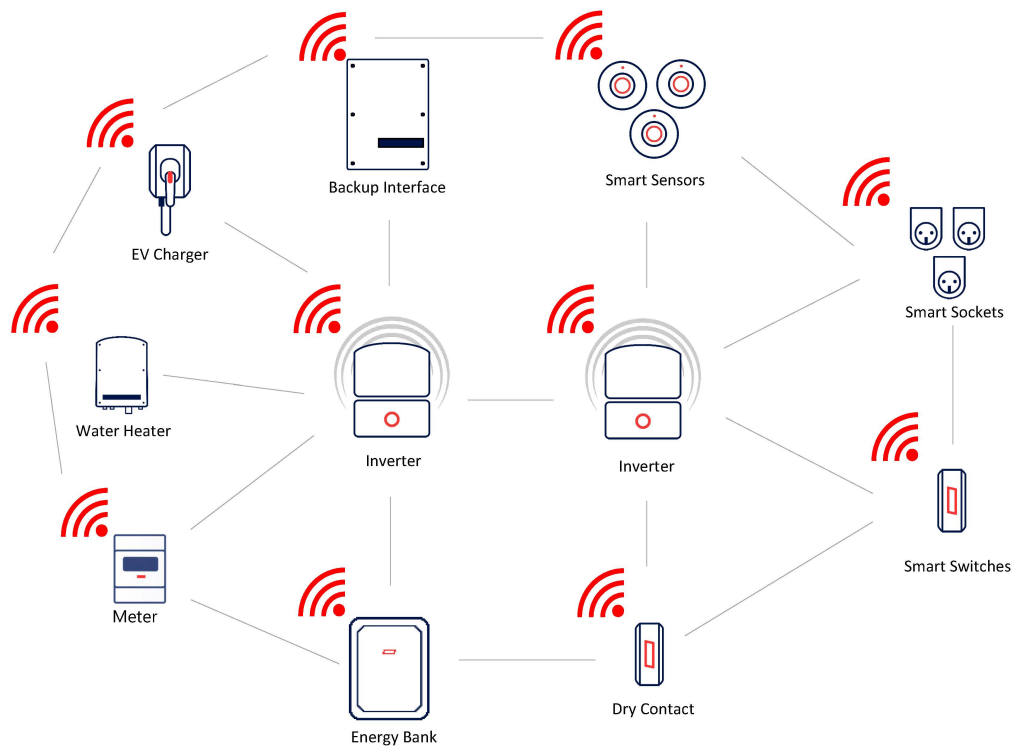 Backup Interface
Smart Sensors
EV Charger
Smart Sockets
Water Heater
Inverter
Inverter
Smart Switches
Meter
Dry Contact
Energy Bank